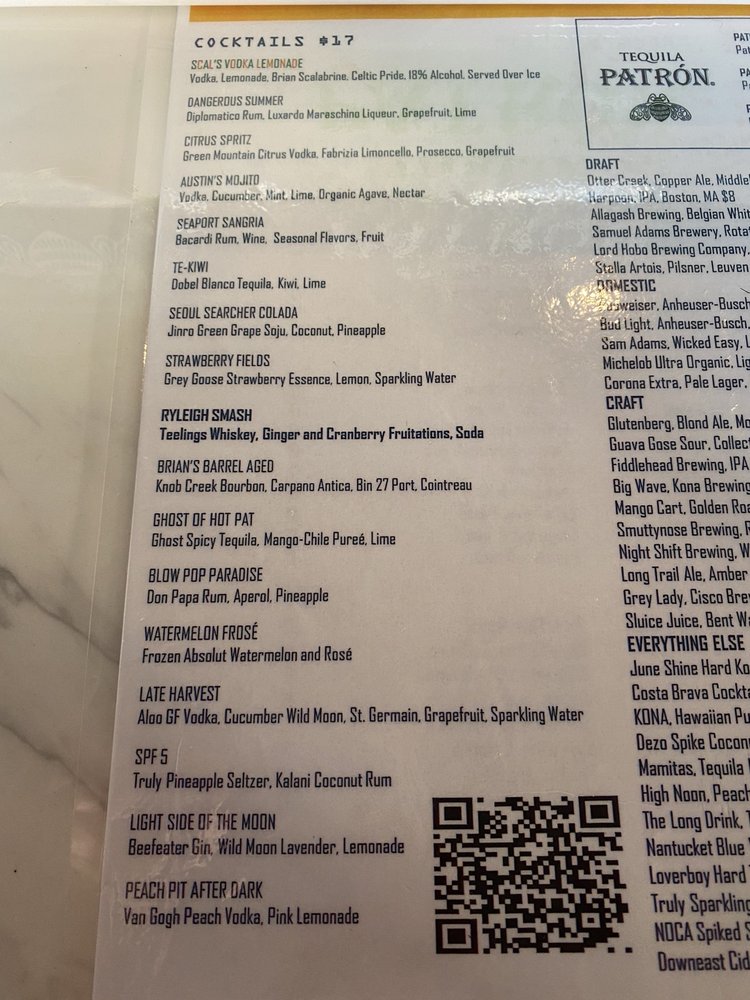 COCKTAILS $17
SCAL'S VODKA LEMONADE
Vodka, Lemonade, Brian Scalabrine, Celtic Pride, 18% Alcohol, Served Over Ice
DANGEROUS SUMMER
Diplomatico Rum, Luxardo Maraschino Liqueur, Grapefruit, Lime
CITRUS SPRITZ
Green Mountain Citrus Vodka, Fabrizia Limoncello, Prosecco, Grapefruit
AUSTIN'S MOJITO
Vodka, Cucumber, Mint, Lime, Organic Agave, Nectar
SEAPORT SANGRIA
Bacardi Rum, Wine, Seasonal Flavors, Fruit
TE-KIWI
Dobel Blanco Tequila, Kiwi, Lime
SEOUL SEARCHER COLADA
Jinro Green Grape Soju, Coconut, Pineapple
STRAWBERRY FIELDS
Grey Goose Strawberry Essence, Lemon, Sparkling Water
RYLEIGH SMASH
Teelings Whiskey, Ginger and Cranberry Fruitations, Soda
BRIAN'S BARREL AGED
Knob Creek Bourbon, Carpano Antica, Bin 27 Port, Cointreau
GHOST OF HOT PAT
Ghost Spicy Tequila, Mango-Chile Pureé, Lime
BLOW POP PARADISE
Don Papa Rum, Aperol, Pineapple
WATERMELON FROSÉ
Frozen Absolut Watermelon and Rosé
LATE HARVEST
Aloo GF Vodka, Cucumber Wild Moon, St. Germain, Grapefruit, Sparkling Water
SPF 5
Truly Pineapple Seltzer, Kalani Coconut Rum
LIGHT SIDE OF THE MOON
Beefeater Gin, Wild Moon Lavender, Lemonade
PEACH PIT AFTER DARK
Van Gogh Peach Vodka, Pink Lemonade
TEQUILA
PATRÓN.
DRAFT
Otter Creek, Copper Ale,
Harpoon, IPA, Boston, MA $8
Allagash Brewing, Belgian
Samuel Adams Brewery,
Lord Hobo Brewing Company,
Stella Artois, Pilsner, Leuven
DOMESTIC
Anheuser-Busch
Bud Light, Anheuser-Busch,
Sam Adams, Wicked Easy,
Michelob Ultra Organic,
Corona Extra, Pale Lager,
CRAFT
Glutenberg, Blond Ale,
Guava Gose Sour,
Fiddlehead Brewing, IPA
Big Wave, Kona Brewing
Mango Cart, Golden
Smuttynose Brewing,
Night Shift Brewing,
Long Trail Ale, Amber
Grey Lady, Cisco
Sluice Juice, Bent
EVERYTHING ELSE
June Shine Hard
Costa Brava
KONA, Hawaiian
Dezo Spike
Mamitas, Tequila
High Noon, Peach
The Long Drink,
Nantucket Blue
Loverboy Hard
Truly Sparkling
NOCA Spiked
Downeast